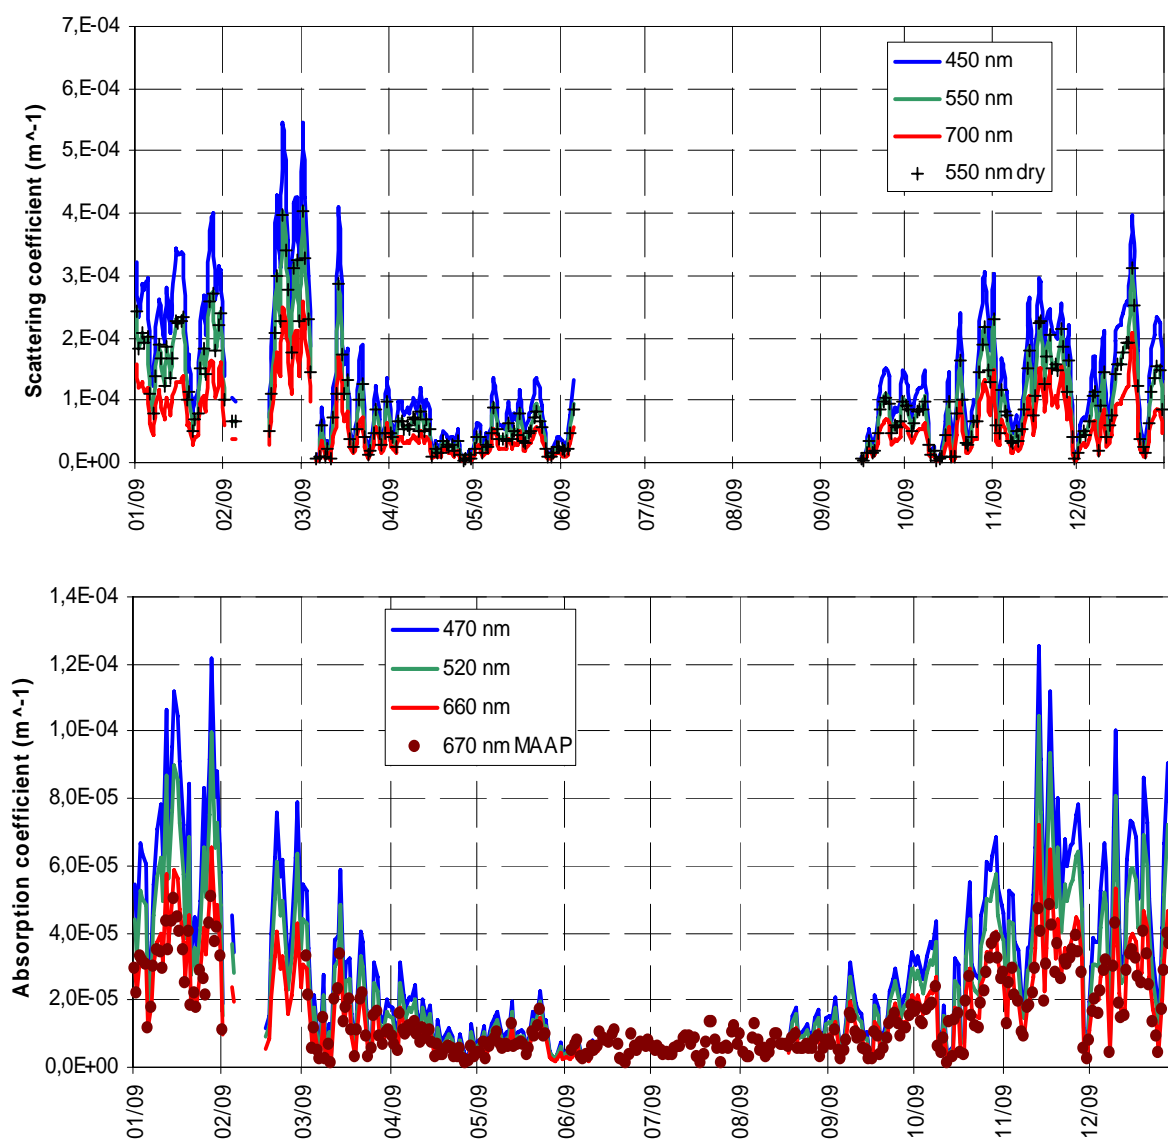 7,E-04
6,E-04
5,E-04
4,E-04
3,E-04
2,E-04
1,E-04
0,E+00
Scattering coefficient (m^-1)
450 nm
550 nm
700 nm
550 nm dry
01/09
02/09
03/09
04/09
05/09
06/09
07/09
08/09
09/09
10/09
11/09
12/09
1,4E-04
1,2E-04
1,0E-04
8,0E-05
6,0E-05
4,0E-05
2,0E-05
0,0E+00
Absorption coefficient (m^-1)
470 nm
520 nm
660 nm
670 nm MAAP
01/09
02/09
03/09
04/09
05/09
06/09
07/09
08/09
09/09
10/09
11/09
12/09